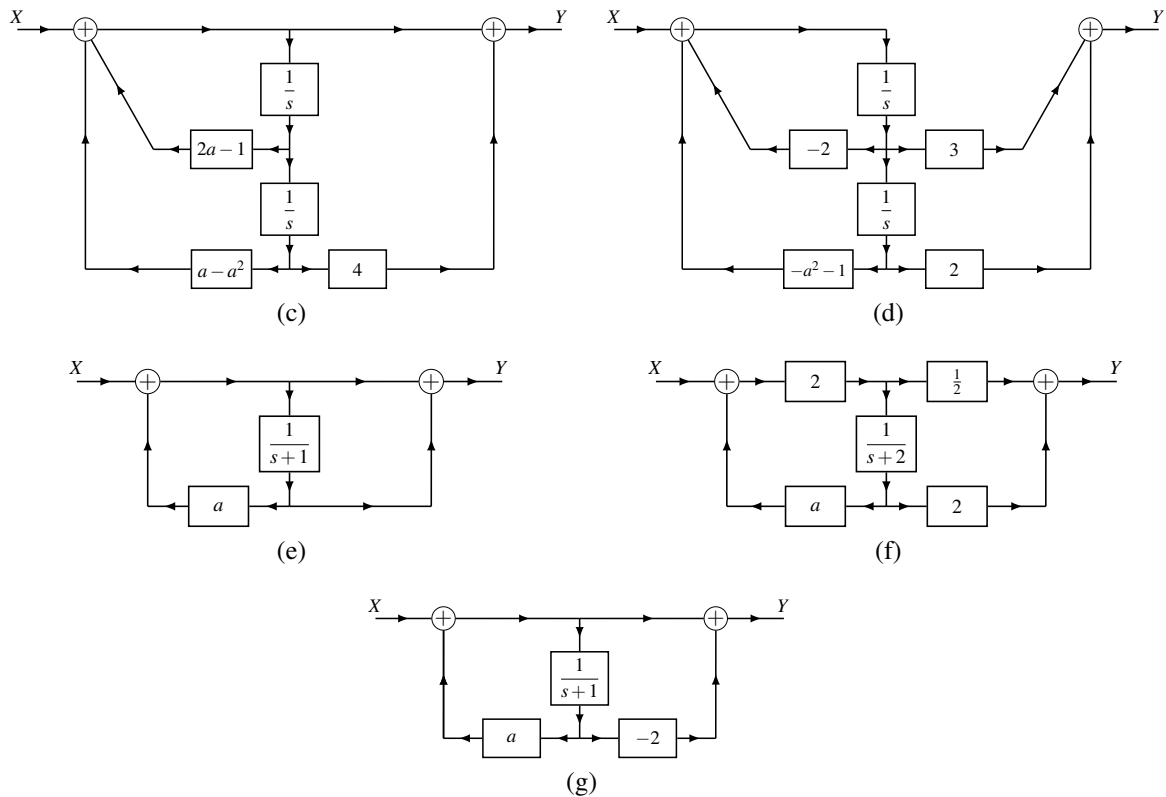 X Y
1/s
2a − 1
1/s
a − a² 4
(c)
X Y
1/s
−2 3
1/s
−a² − 1 2
(d)
X Y
1/(s+1)
a
(e)
X 2 ½ Y
1/(s+2)
a 2
(f)
X Y
1/(s+1)
a −2
(g)